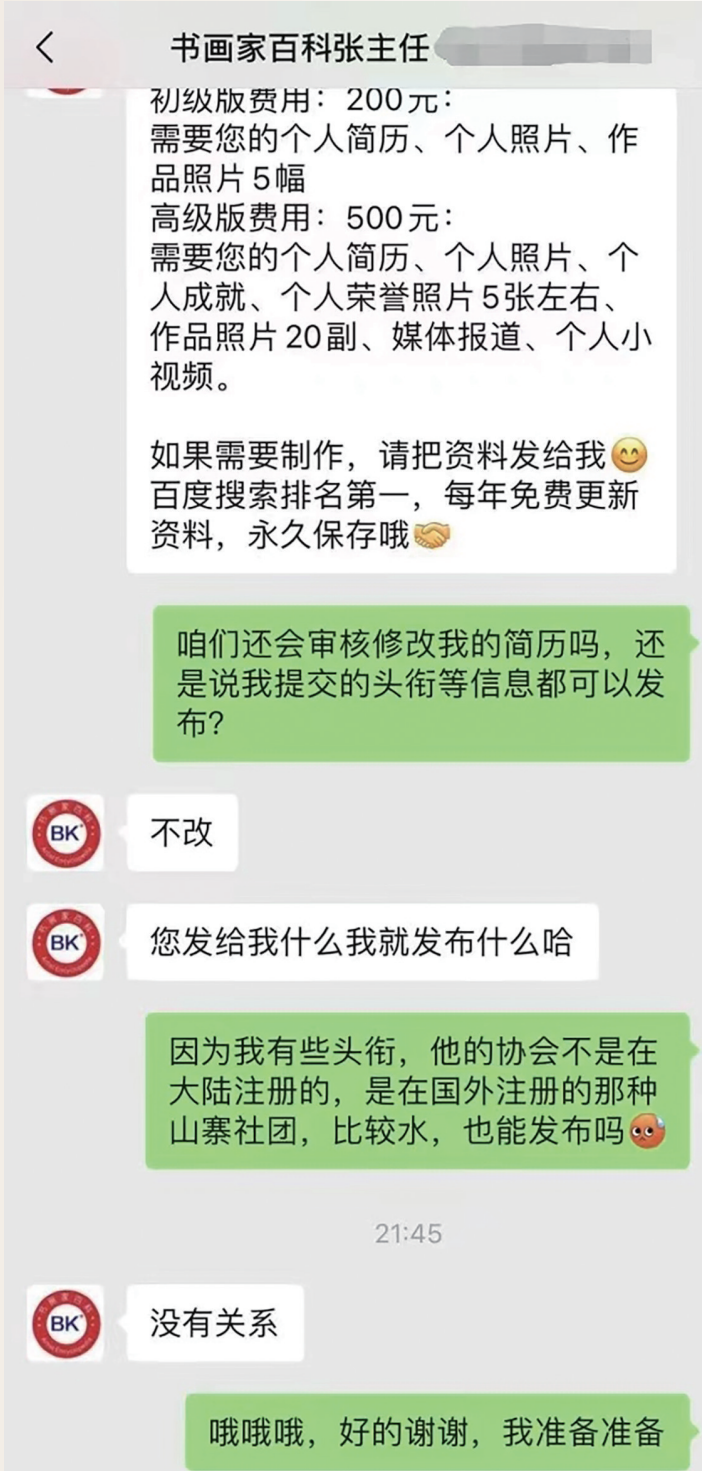 书画家百科张主任
初级版费用：200元：
需要您的个人简历、个人照片、作
品照片5幅
高级版费用：500元：
需要您的个人简历、个人照片、个
人成就、个人荣誉照片5张左右、
作品照片20副、媒体报道、个人小
视频。
如果需要制作，请把资料发给我😊
百度搜索排名第一，每年免费更新
资料，永久保存哦🤝
咱们还会审核修改我的简历吗，还
是说我提交的头衔等信息都可以发
布？
BK
不改
BK
您发给我什么我就发布什么哈
因为我有些头衔，他的协会不是在
大陆注册的，是在国外注册的那种
山寨社团，比较水，也能发布吗
21:45
BK
没有关系
哦哦哦，好的谢谢，我准备准备